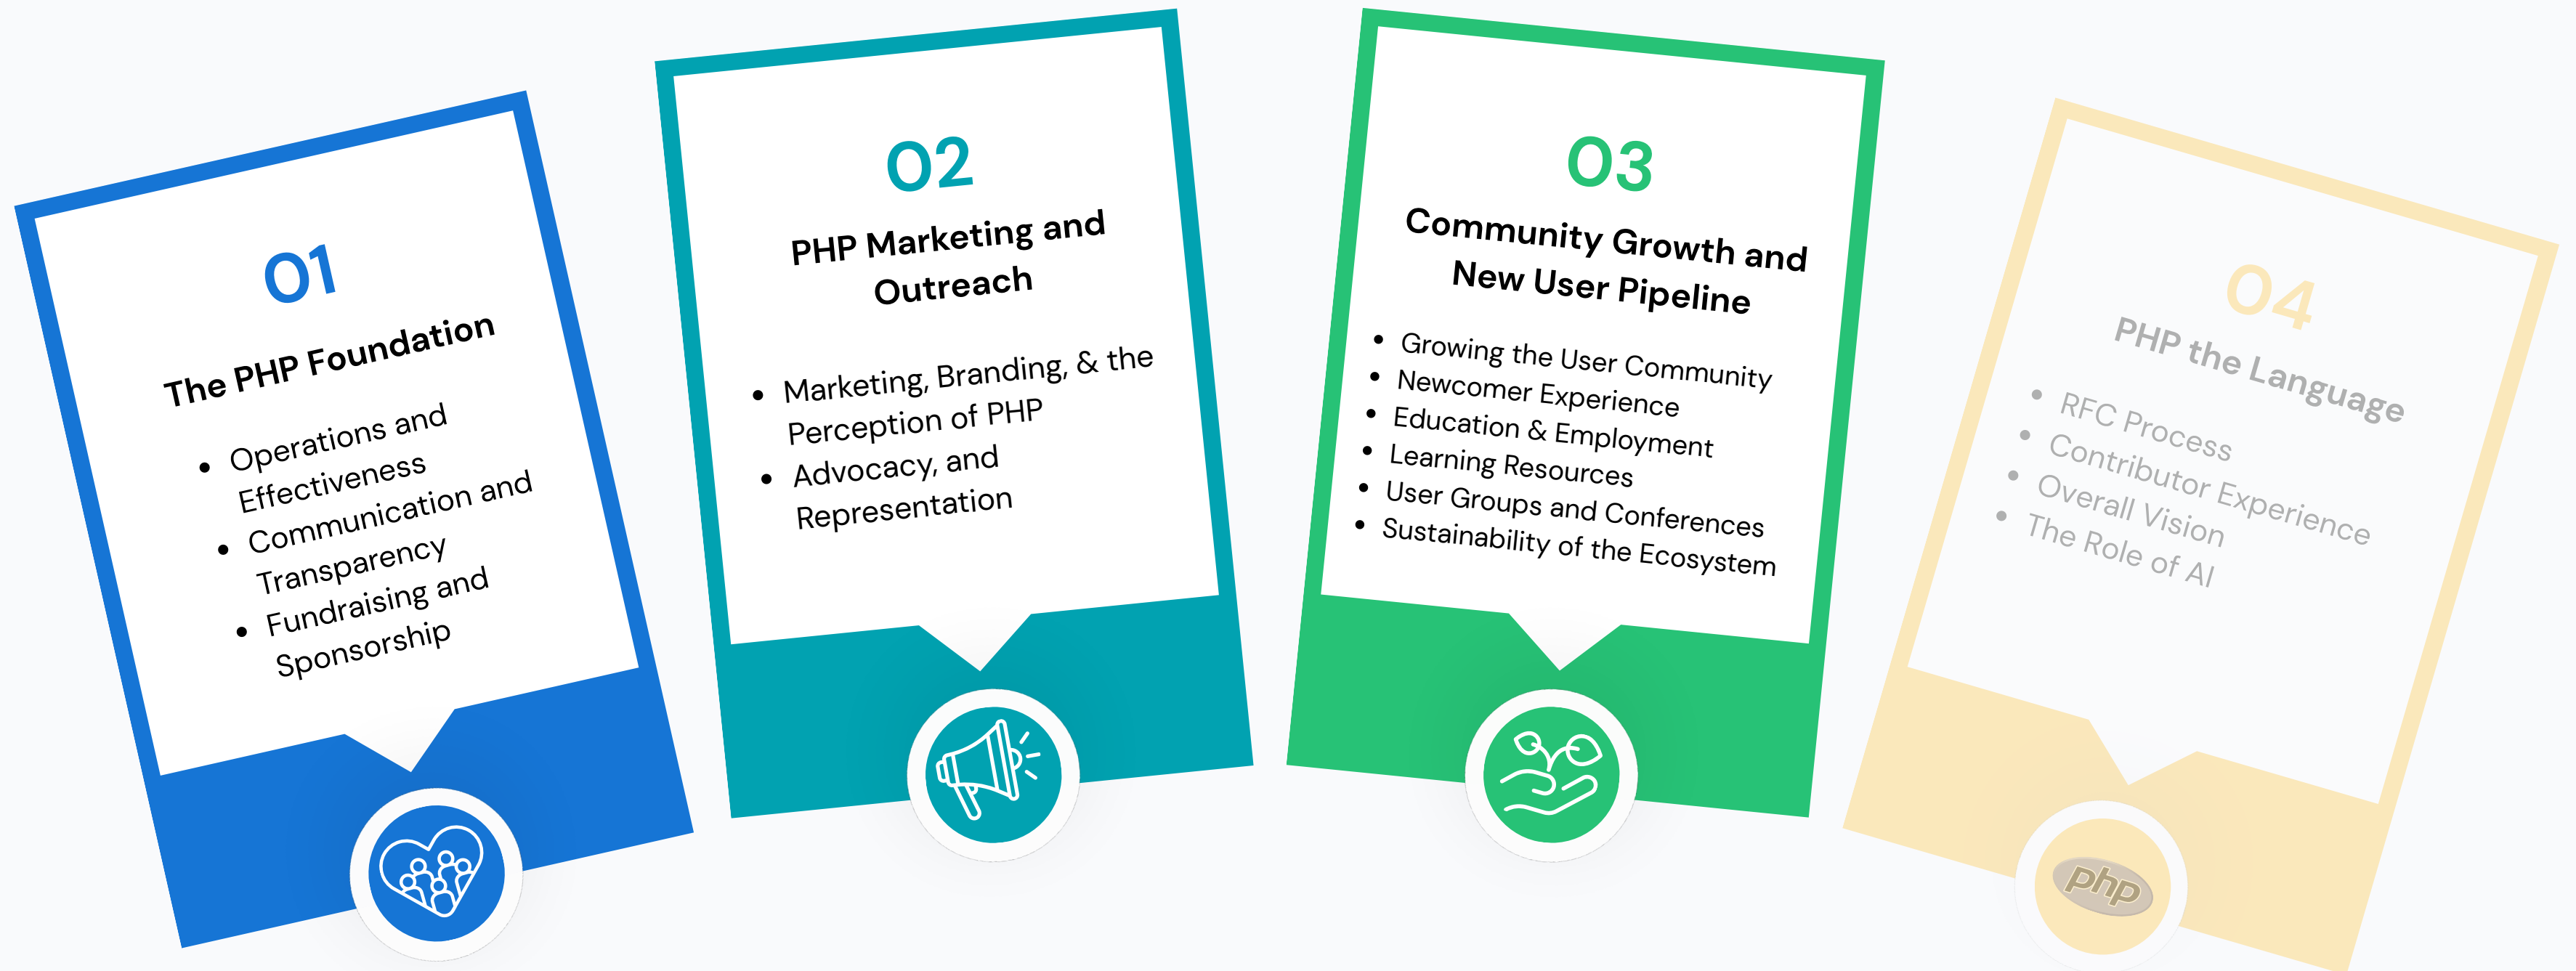 01
The PHP Foundation
• Operations and
Effectiveness
• Communication and
Transparency
• Fundraising and
Sponsorship
02
PHP Marketing and
Outreach
• Marketing, Branding, & the
Perception of PHP
• Advocacy, and
Representation
03
Community Growth and
New User Pipeline
• Growing the User Community
• Newcomer Experience
• Education & Employment
• Learning Resources
• User Groups and Conferences
• Sustainability of the Ecosystem
04
PHP the Language
• RFC Process
• Contributor Experience
• Overall Vision
• The Role of AI
php